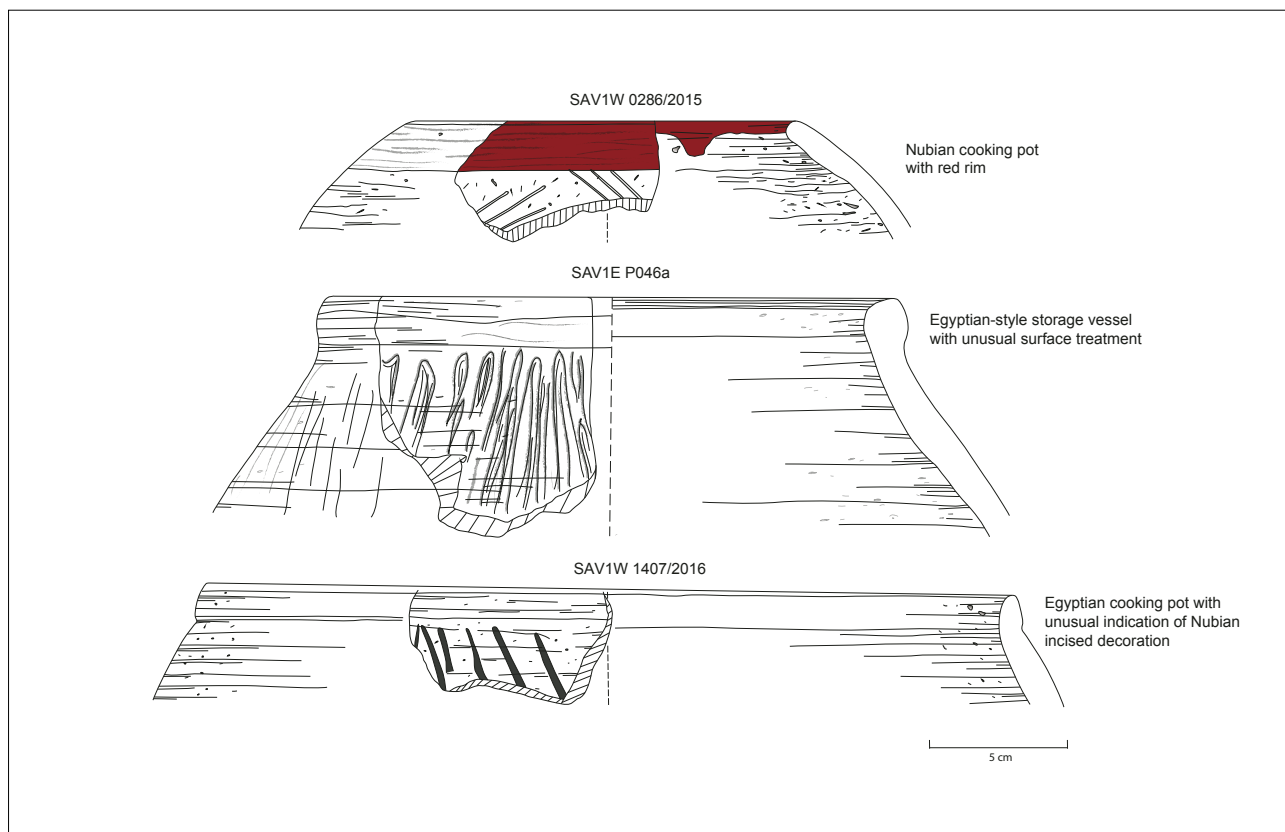 SAV1W 0286/2015
Nubian cooking pot
with red rim
SAV1E P046a
Egyptian-style storage vessel
with unusual surface treatment
SAV1W 1407/2016
Egyptian cooking pot with
unusual indication of Nubian
incised decoration
5 cm